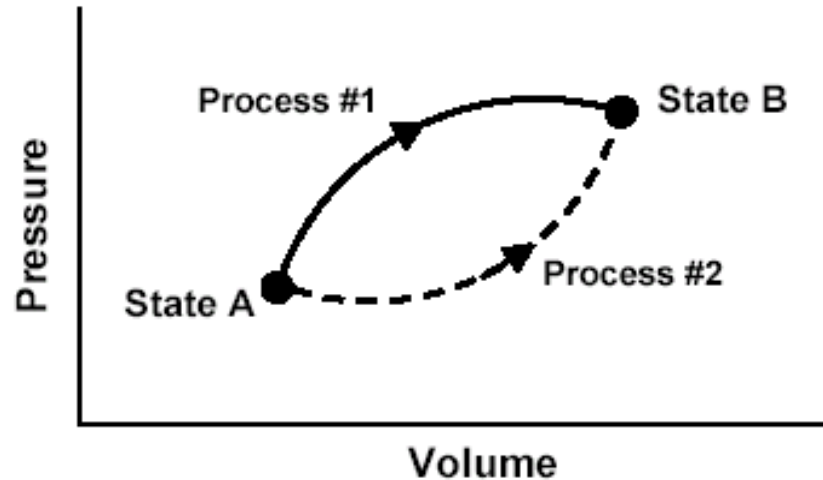 Process #1
State B
Pressure
State A
Process #2
Volume